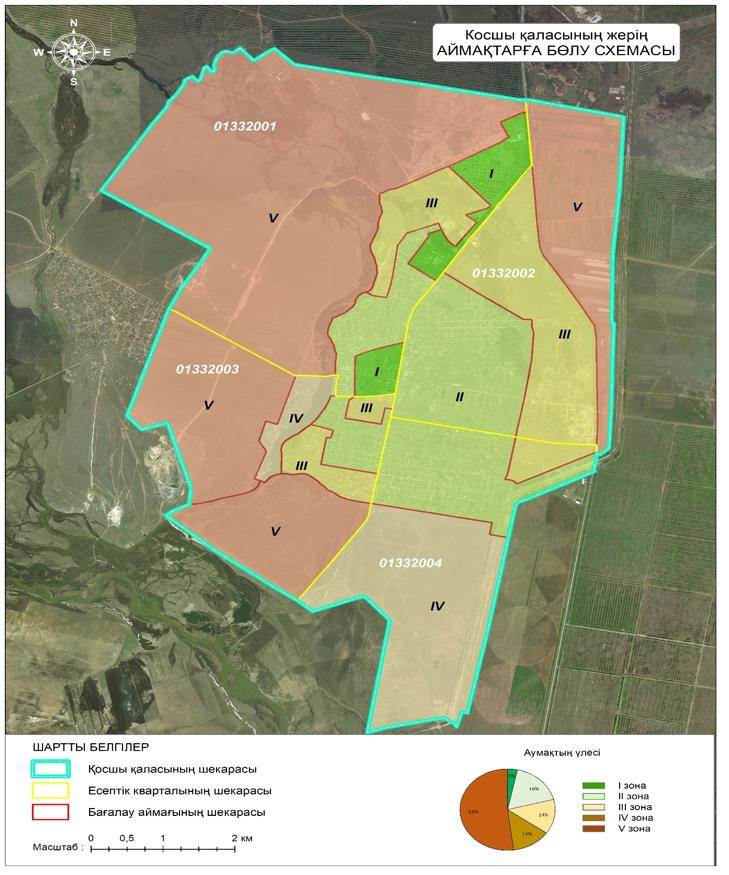 Косшы қаласының жерің
АЙМАҚТАРҒА БӨЛУ СХЕМАСЫ
N
W E
S
01332001
I
III
V
V
01332002
III
01332003
V
I
II
IV
III
III
V
01332004
IV
ШАРТТЫ БЕЛГІЛЕР
Қосшы қаласының шекарасы
Есептік кварталының шекарасы
Бағалау аймағының шекарасы
Масштаб : 0 0,5 1 2 км
Аумақтың үлесі
52%
I зона
II зона
III зона
IV зона
V зона